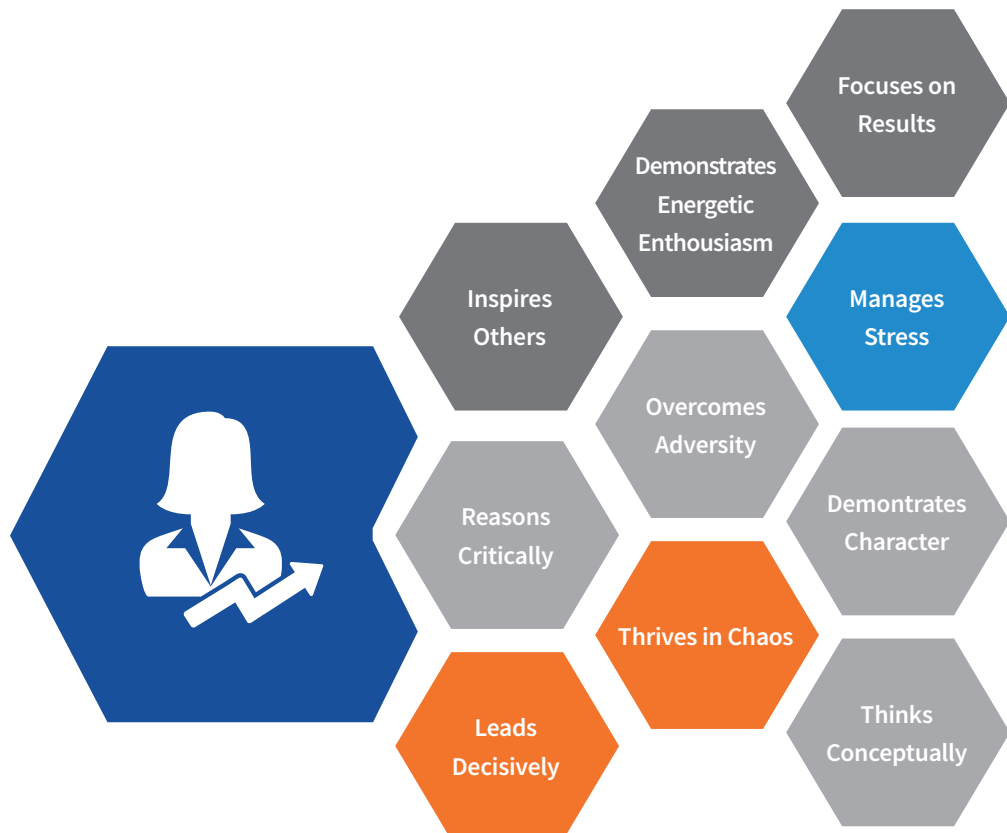 Focuses on
Results
Demonstrates
Energetic
Enthousiasm
Inspires
Others
Manages
Stress
Overcomes
Adversity
Reasons
Critically
Demontrates
Character
Thrives in Chaos
Leads
Decisively
Thinks
Conceptually